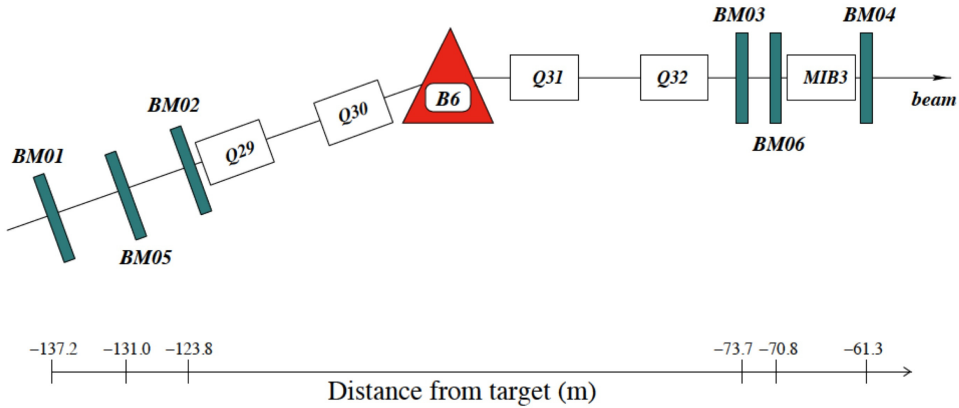 BM03
BM04
Q31
Q32
MIB3
B6
beam
BM02
Q30
BM06
BM01
Q29
BM05
−137.2
−131.0
−123.8
−73.7
−70.8
−61.3
Distance from target (m)